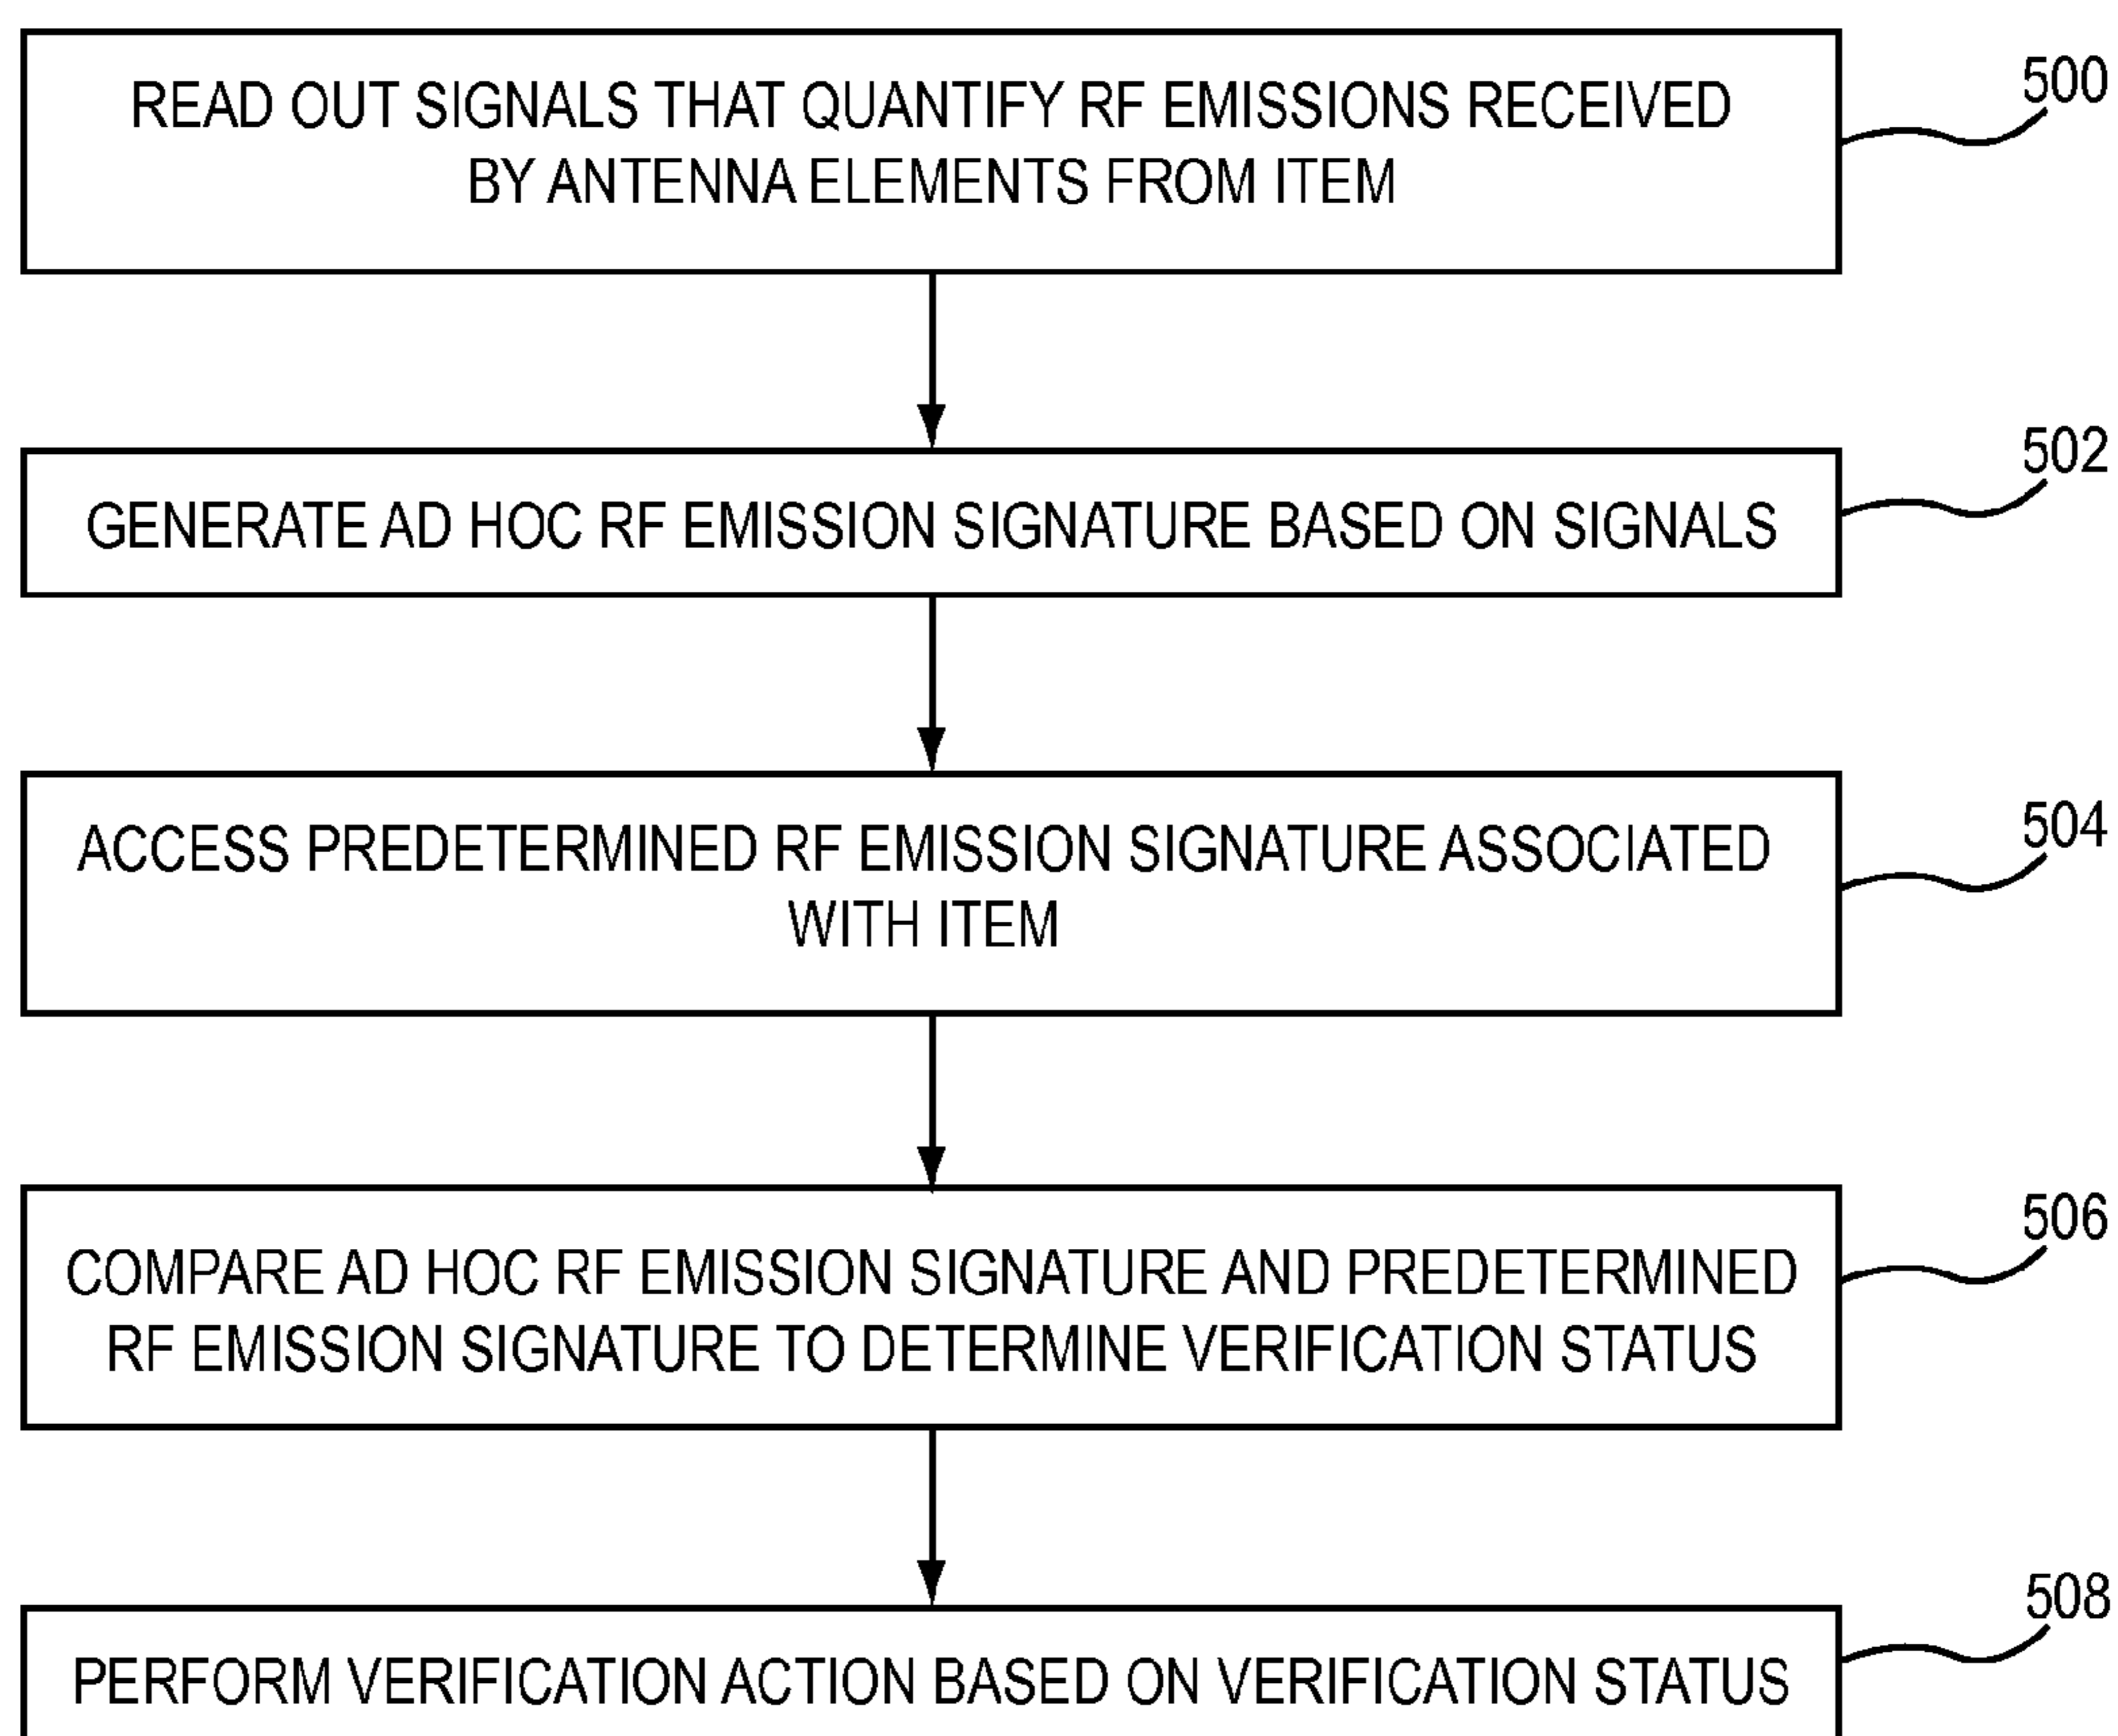 READ OUT SIGNALS THAT QUANTIFY RF EMISSIONS RECEIVED
BY ANTENNA ELEMENTS FROM ITEM
500
GENERATE AD HOC RF EMISSION SIGNATURE BASED ON SIGNALS
502
ACCESS PREDETERMINED RF EMISSION SIGNATURE ASSOCIATED
WITH ITEM
504
COMPARE AD HOC RF EMISSION SIGNATURE AND PREDETERMINED
RF EMISSION SIGNATURE TO DETERMINE VERIFICATION STATUS
506
PERFORM VERIFICATION ACTION BASED ON VERIFICATION STATUS
508